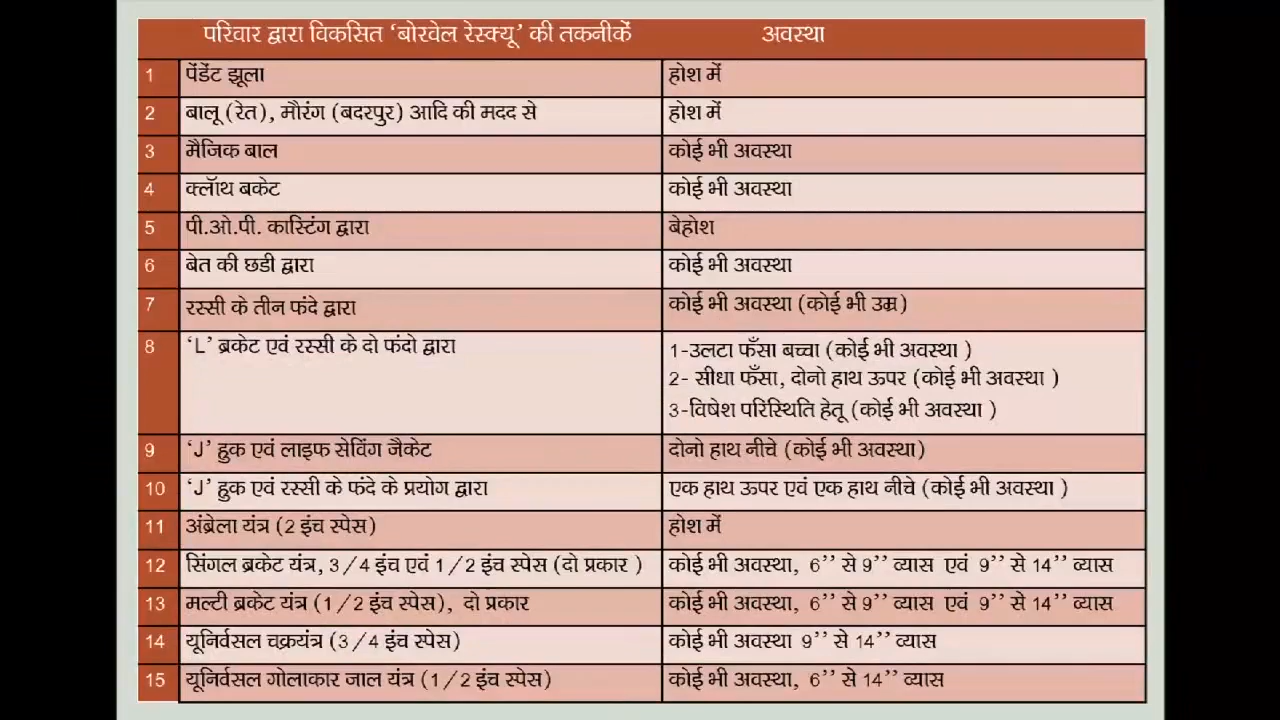 परिवार द्वारा विकसित ‘बोरवेल रेस्क्यू’ की तकनीकें अवस्था
1 पेंडेंट झूला होश में
2 बालू (रेत), मौरंग (बदरपुर) आदि की मदद से होश में
3 मैजिक बाल कोई भी अवस्था
4 क्लॉथ बकेट कोई भी अवस्था
5 पी.ओ.पी. कास्टिंग द्वारा बेहोश
6 बेत की छडी द्वारा कोई भी अवस्था
7 रस्सी के तीन फंदे द्वारा कोई भी अवस्था (कोई भी उम्र)
8 ‘L’ ब्रकेट एवं रस्सी के दो फंदो द्वारा 1-उलटा फँसा बच्चा (कोई भी अवस्था )
2- सीधा फँसा, दोनो हाथ ऊपर (कोई भी अवस्था )
3-विषेश परिस्थिति हेतू (कोई भी अवस्था )
9 ‘J’ हुक एवं लाइफ सेविंग जैकेट दोनो हाथ नीचे (कोई भी अवस्था)
10 ‘J’ हुक एवं रस्सी के फंदे के प्रयोग द्वारा एक हाथ ऊपर एवं एक हाथ नीचे (कोई भी अवस्था )
11 अंब्रेला यंत्र (2 इंच स्पेस) होश में
12 सिंगल ब्रकेट यंत्र, 3/4 इंच एवं 1/2 इंच स्पेस (दो प्रकार ) कोई भी अवस्था, 6’’ से 9’’ व्यास एवं 9’’ से 14’’ व्यास
13 मल्टी ब्रकेट यंत्र (1/2 इंच स्पेस), दो प्रकार कोई भी अवस्था, 6’’ से 9’’ व्यास एवं 9’’ से 14’’ व्यास
14 यूनिर्वसल चक्रयंत्र (3/4 इंच स्पेस) कोई भी अवस्था 9’’ से 14’’ व्यास
15 यूनिर्वसल गोलाकार जाल यंत्र (1/2 इंच स्पेस) कोई भी अवस्था, 6’’ से 14’’ व्यास